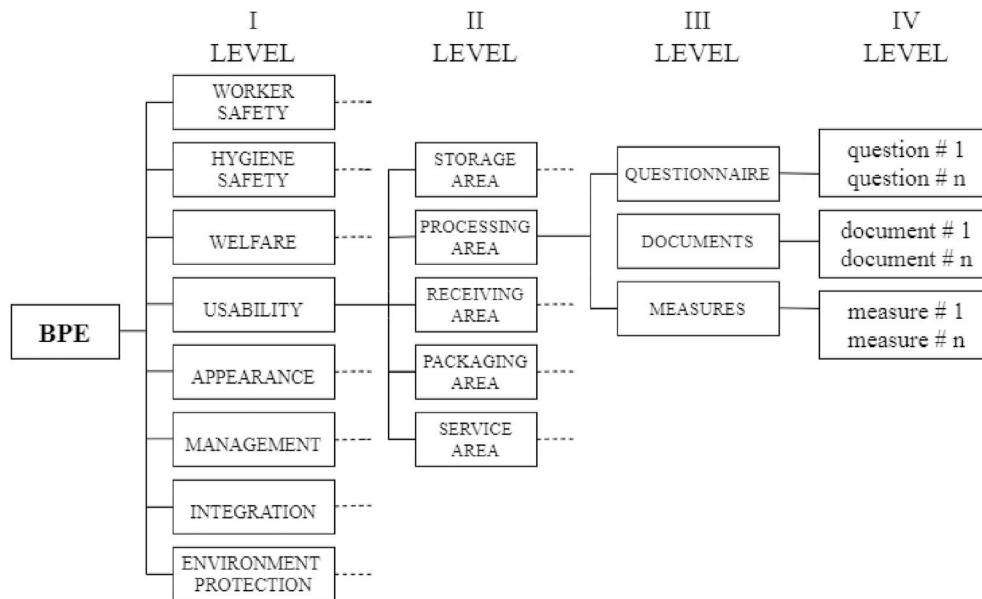 I
LEVEL
II
LEVEL
III
LEVEL
IV
LEVEL
BPE
WORKER
SAFETY
HYGIENE
SAFETY
WELFARE
USABILITY
APPEARANCE
MANAGEMENT
INTEGRATION
ENVIRONMENT
PROTECTION
STORAGE
AREA
PROCESSING
AREA
RECEIVING
AREA
PACKAGING
AREA
SERVICE
AREA
QUESTIONNAIRE
DOCUMENTS
MEASURES
question # 1
question # n
document # 1
document # n
measure # 1
measure # n